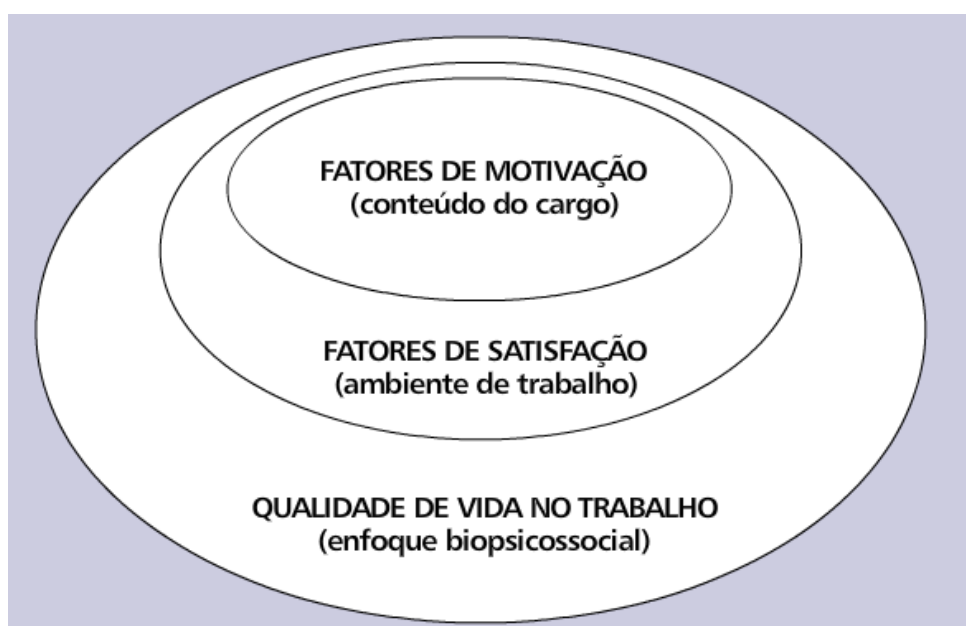 FATORES DE MOTIVAÇÃO
(conteúdo do cargo)
FATORES DE SATISFAÇÃO
(ambiente de trabalho)
QUALIDADE DE VIDA NO TRABALHO
(enfoque biopsicossocial)